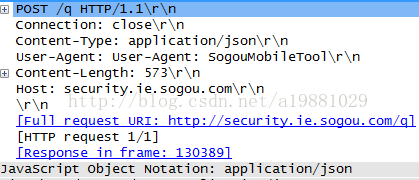 POST /q HTTP/1.1\r\n
Connection: close\r\n
Content-Type: application/json\r\n
User-Agent: User-Agent: SogouMobileTool\r\n
Content-Length: 573\r\n
Host: security.ie.sogou.com\r\n
\r\n
http://blog.csdn.net/a19881029
[Full request URI: http://security.ie.sogou.com/q]
[HTTP request 1/1]
[Response in frame: 130389]
JavaScript Object Notation: application/json